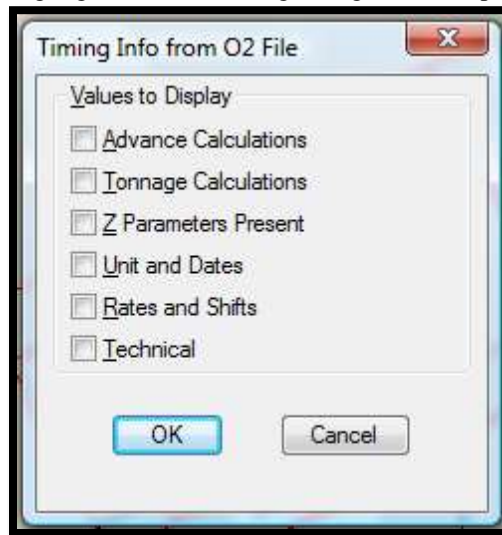 Timing Info from O2 File
Values to Display
Advance Calculations
Tonnage Calculations
Z Parameters Present
Unit and Dates
Rates and Shifts
Technical
OK Cancel